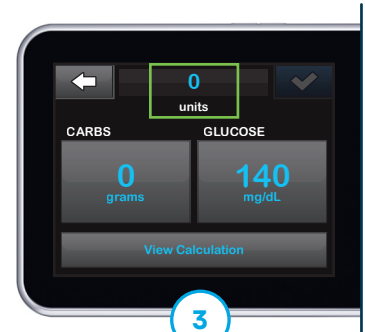 0
units
CARBS GLUCOSE
0 140
grams mg/dL
View Calculation
3